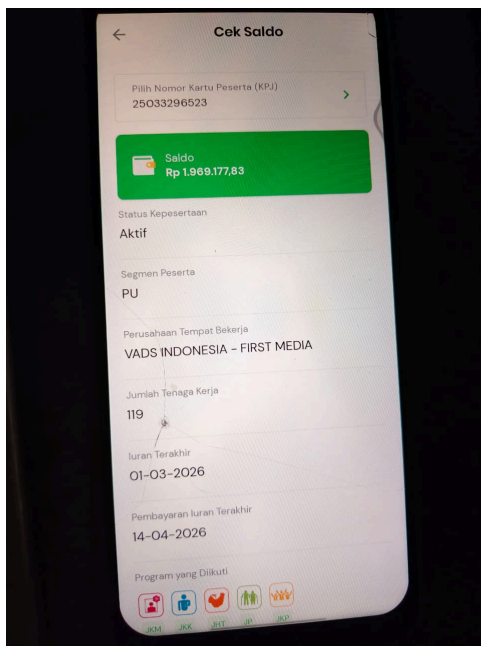 Cek Saldo
Pilih Nomor Kartu Peserta (KPJ)
25033296523
Saldo
Rp 1.969.177,83
Status Kepesertaan
Aktif
Segmen Peserta
PU
Perusahaan Tempat Bekerja
VADS INDONESIA - FIRST MEDIA
Jumlah Tenaga Kerja
119
Iuran Terakhir
01-03-2026
Pembayaran Iuran Terakhir
14-04-2026
Program yang Diikuti
JKM JKK JHT JP JKP